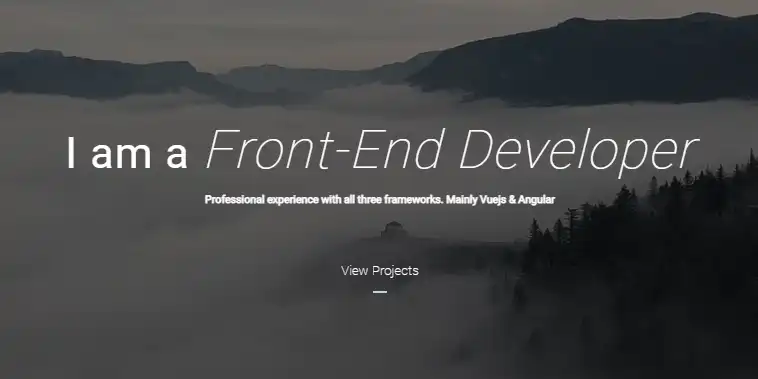 I am a Front-End Developer
Professional experience with all three frameworks. Mainly Vuejs & Angular
View Projects